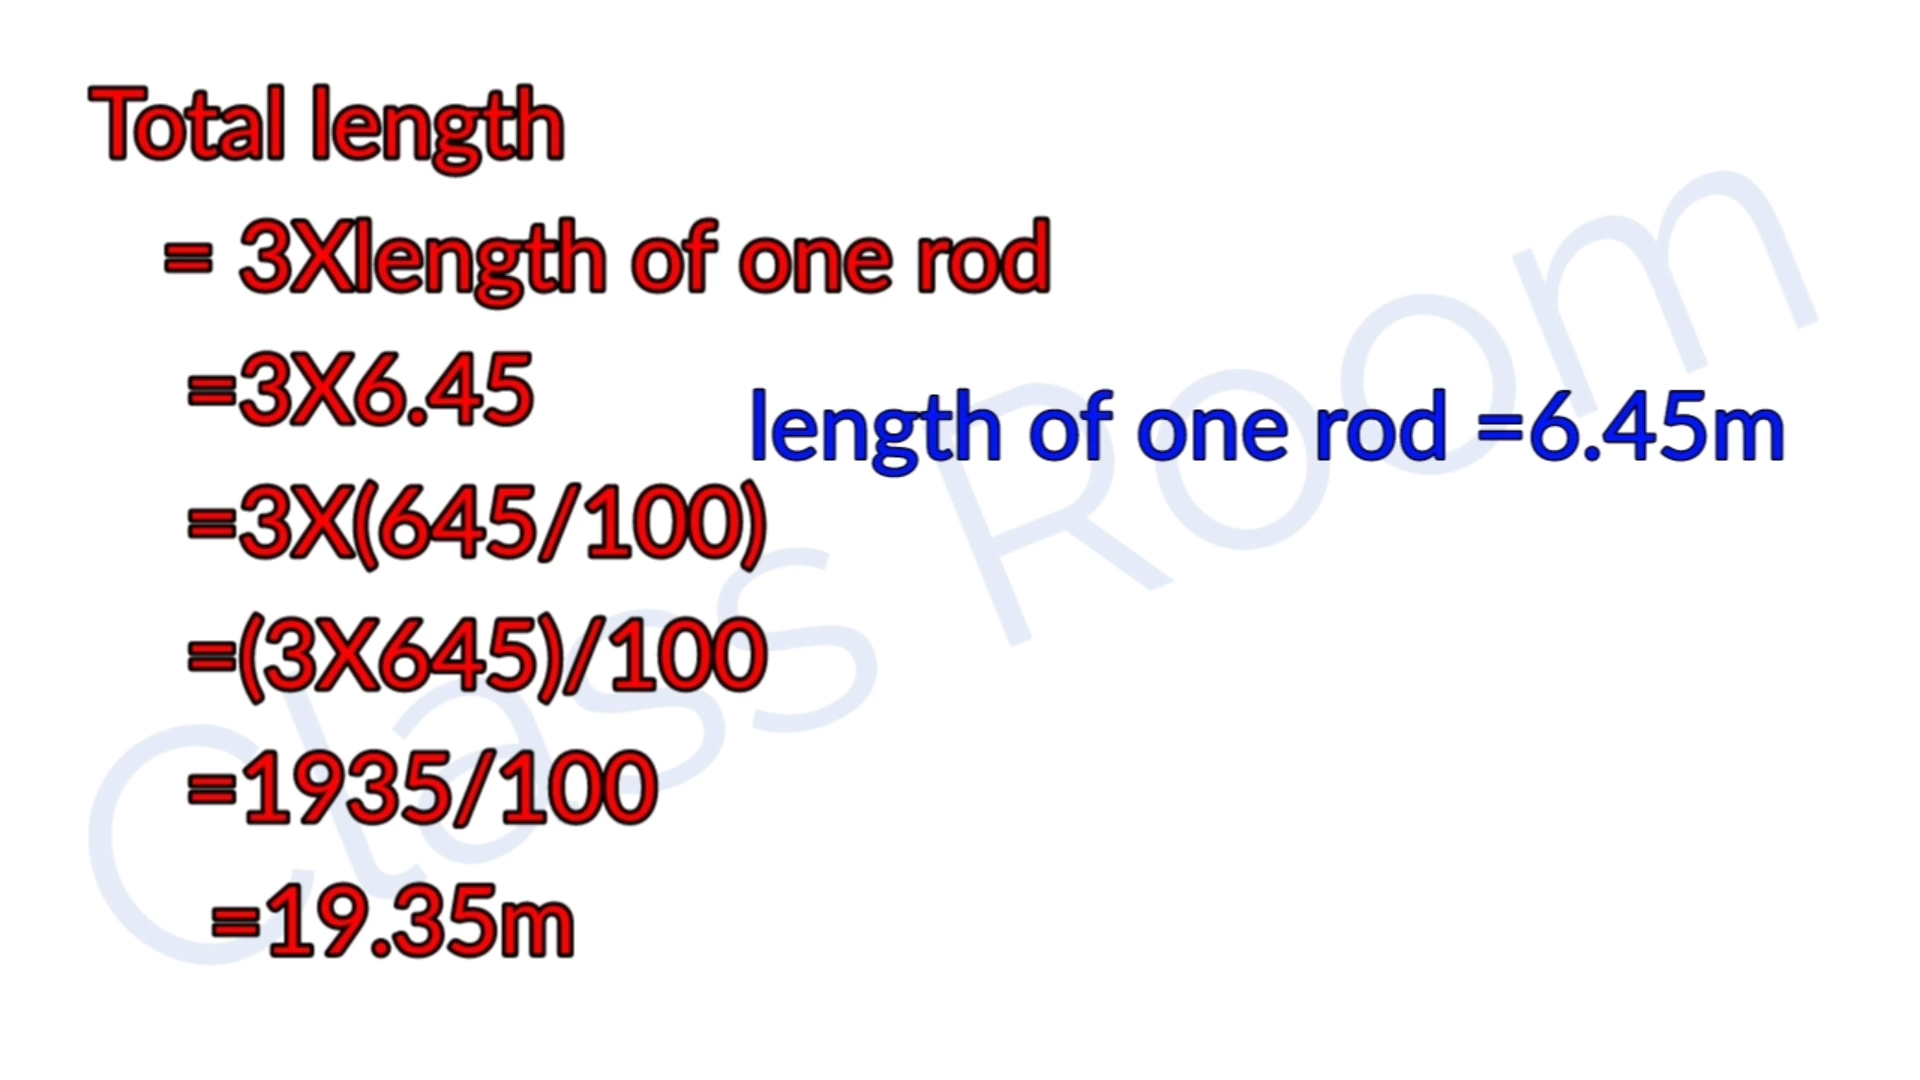 Total length
= 3Xlength of one rod
=3X6.45
length of one rod =6.45m
=3X(645/100)
=(3X645)/100
=1935/100
=19.35m
Class Room